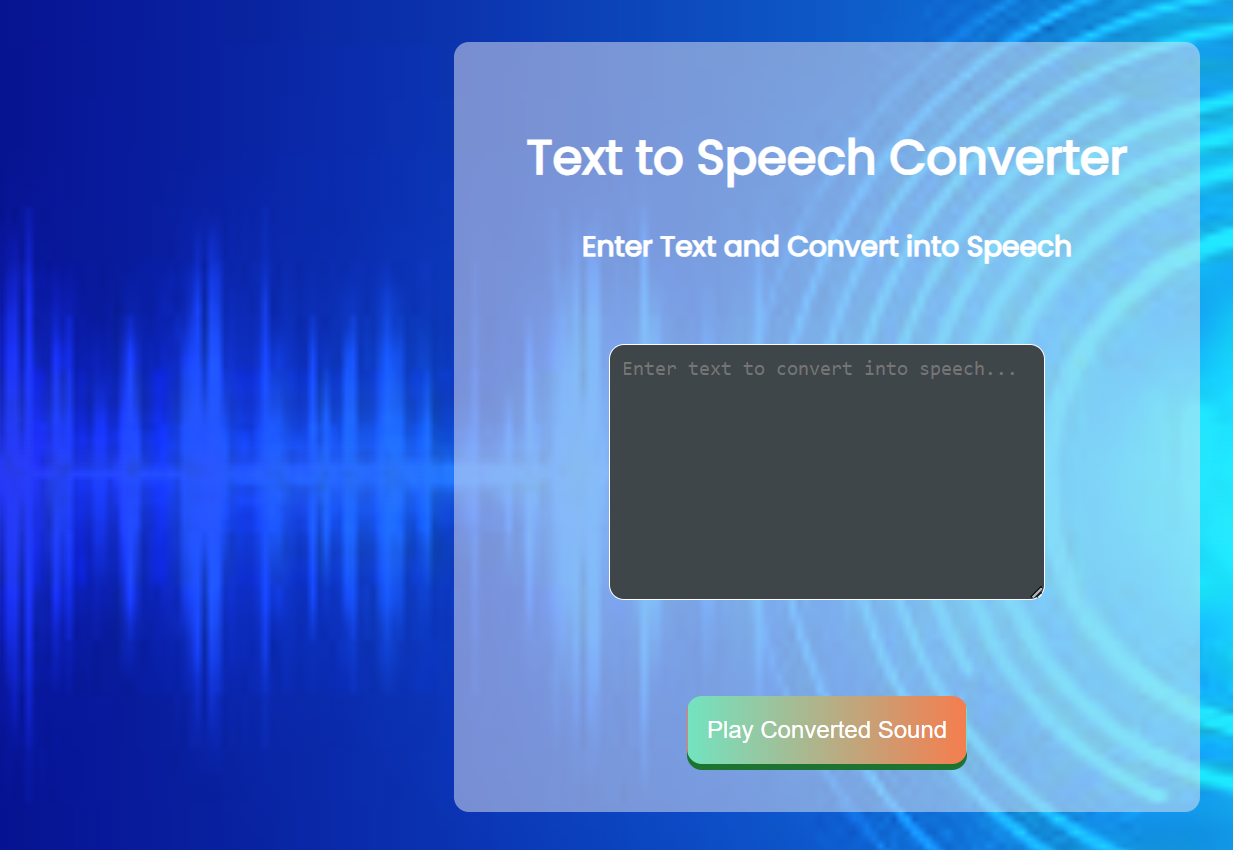 Text to Speech Converter
Enter Text and Convert into Speech
Enter text to convert into speech...
Play Converted Sound